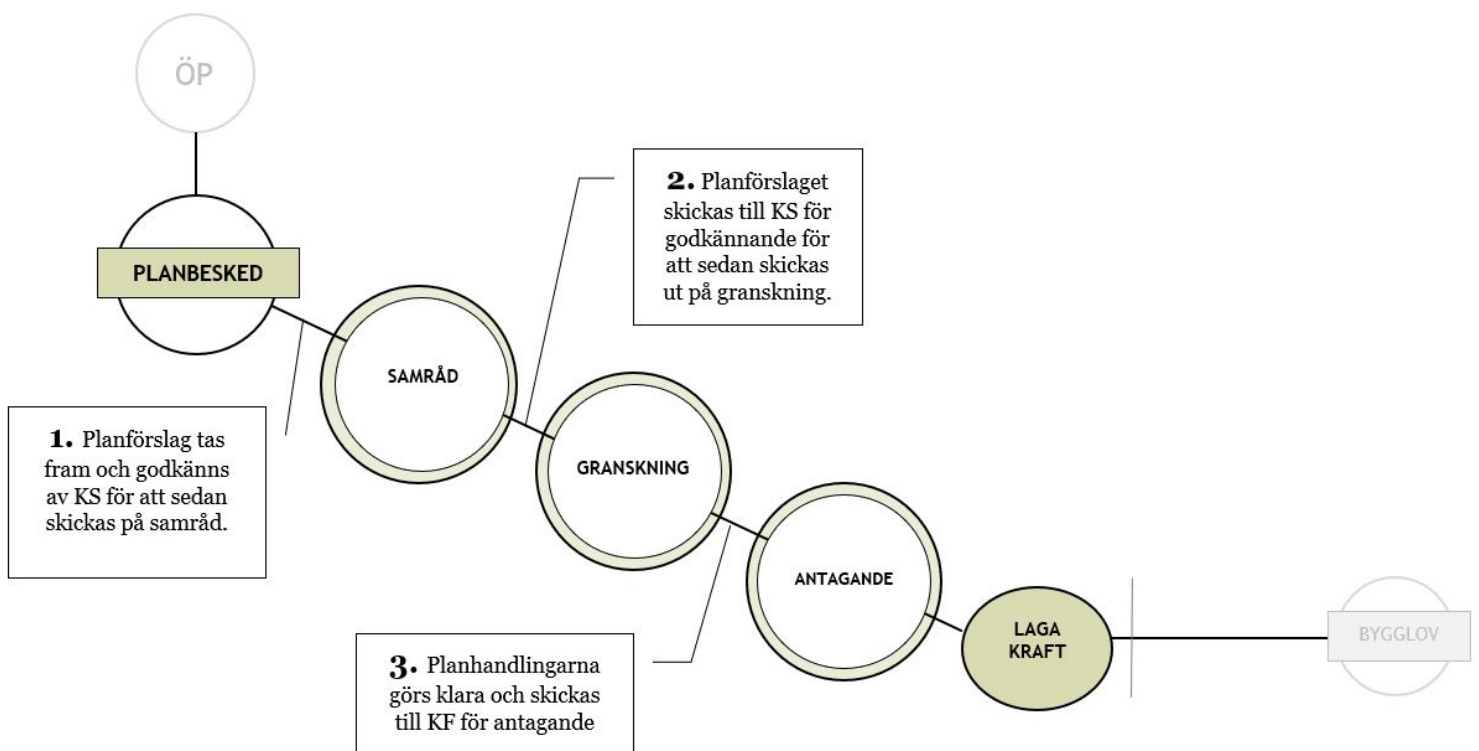 ÖP
PLANBESKED
1. Planförslag tas
fram och godkänns
av KS för att sedan
skickas på samråd.
SAMRÅD
2. Planförslaget
skickas till KS för
godkännande för
att sedan skickas
ut på granskning.
GRANSKNING
3. Planhandlingarna
görs klara och skickas
till KF för antagande
ANTAGANDE
LAGA
KRAFT
BYGGLOV